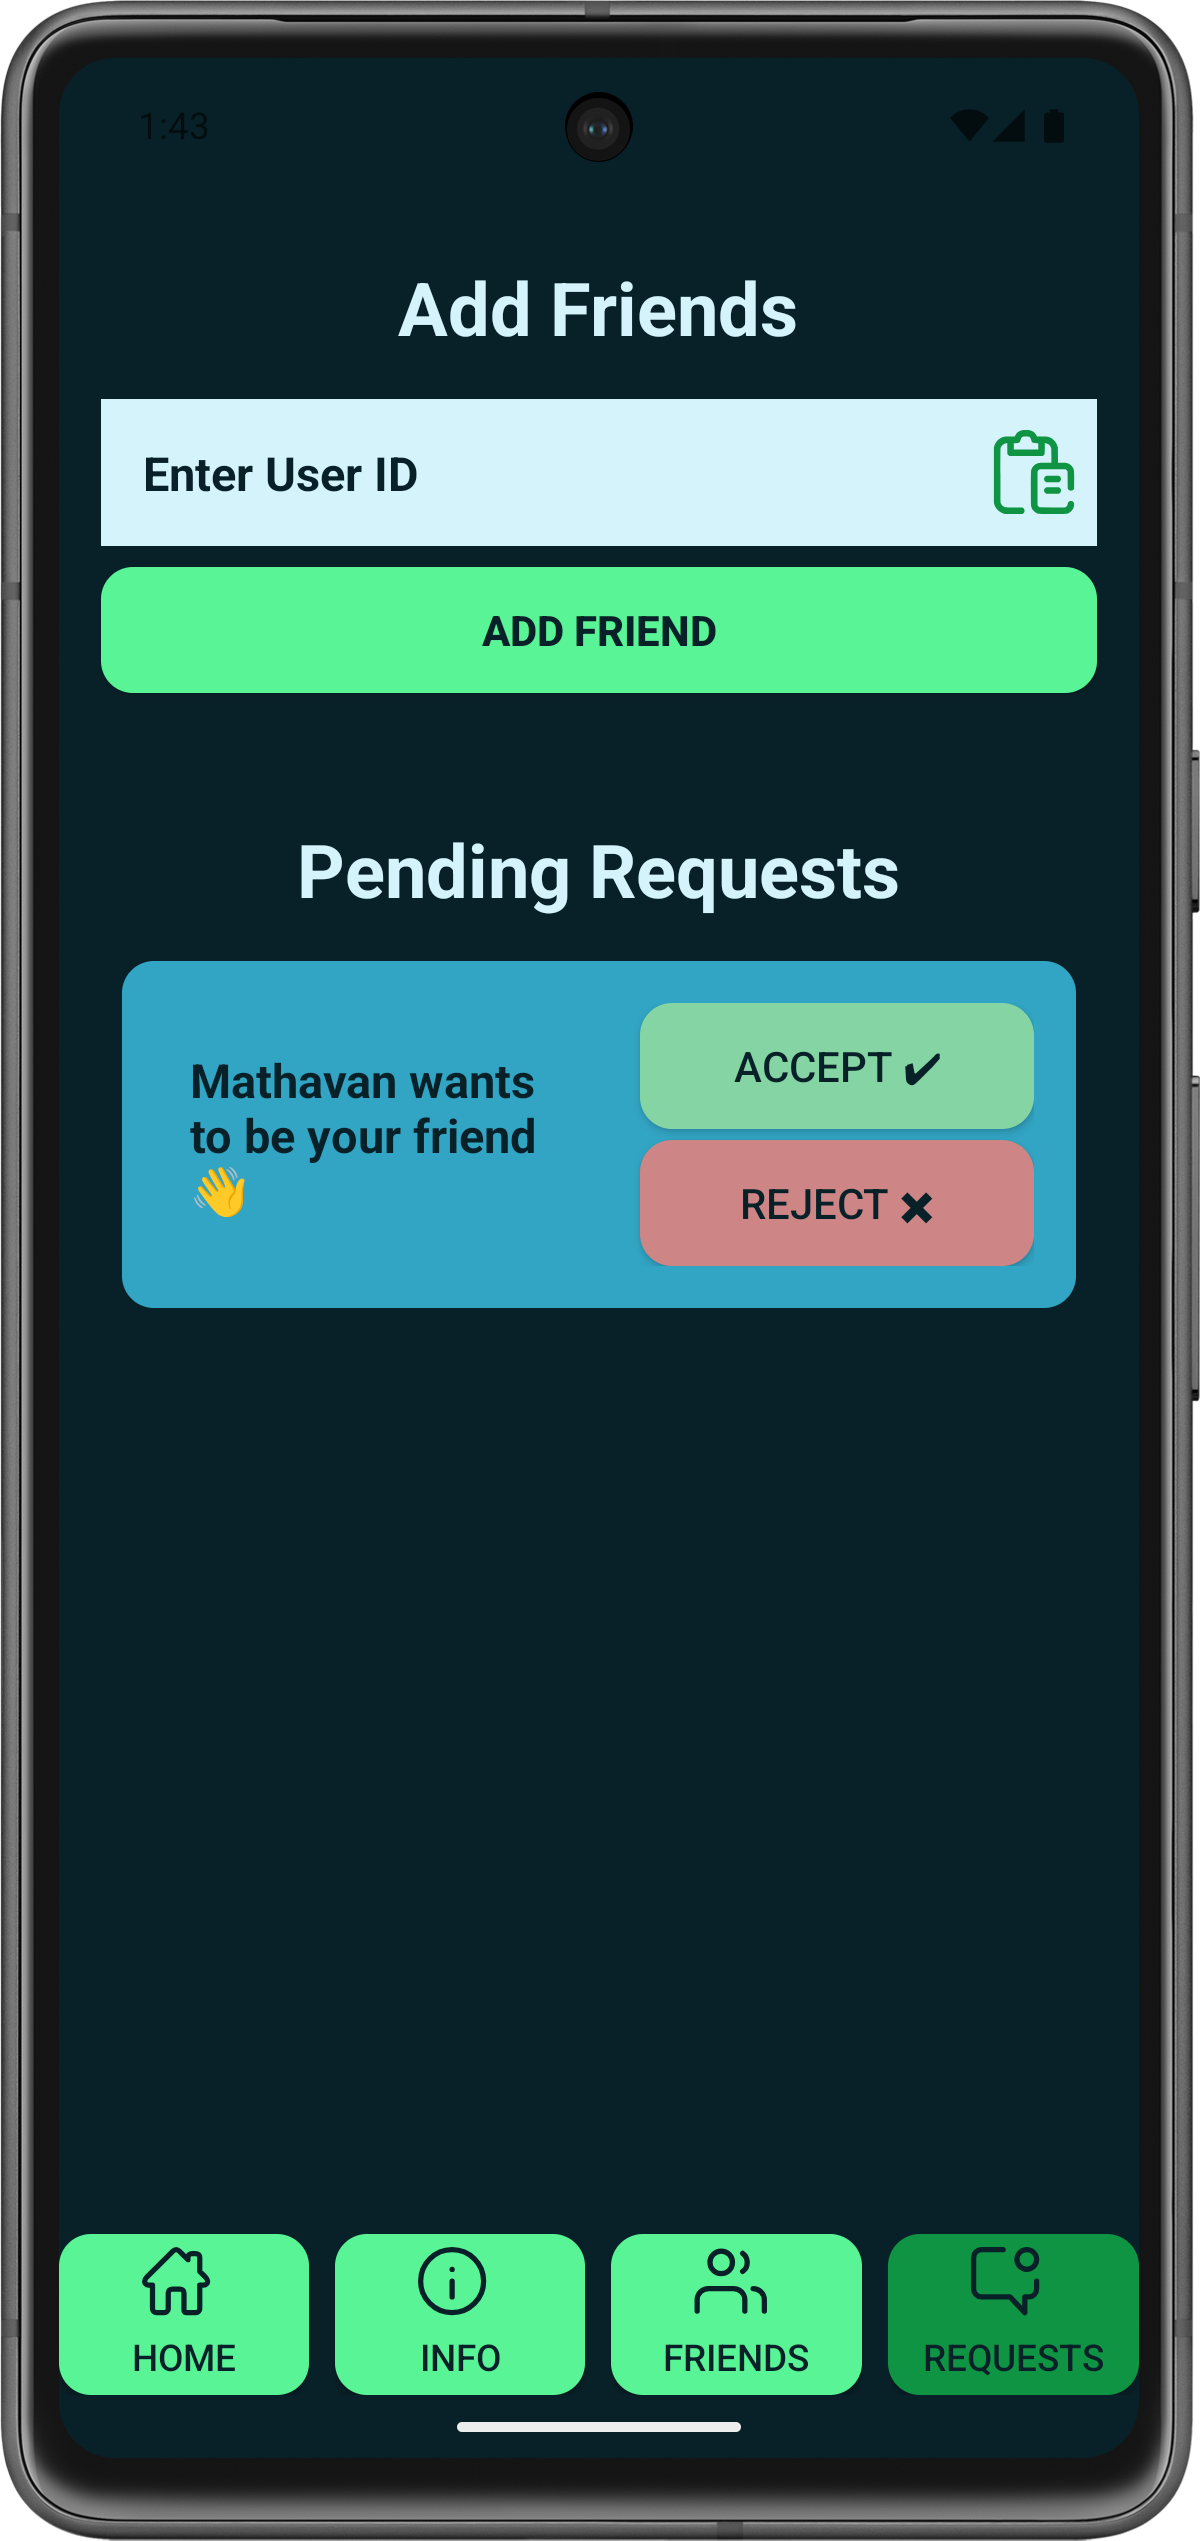 1:43
Add Friends
Enter User ID
ADD FRIEND
Pending Requests
Mathavan wants
to be your friend
👋
ACCEPT ✔
REJECT ✖
HOME
INFO
FRIENDS
REQUESTS